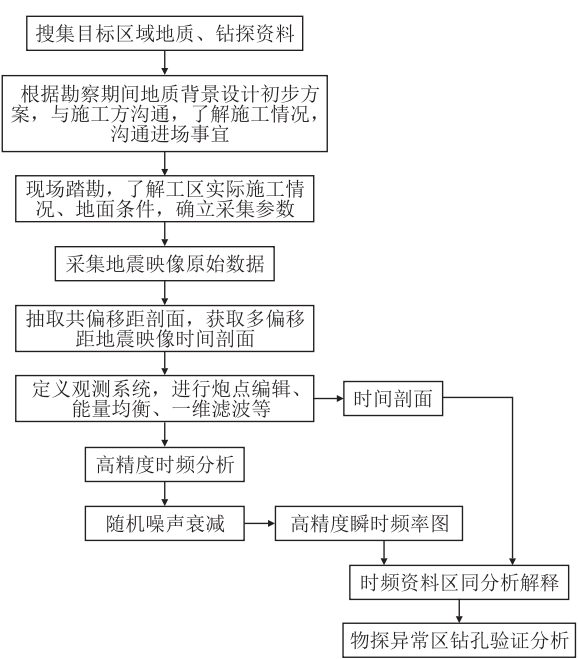 搜集目标区域地质、钻探资料
根据勘察期间地质背景设计初步方
案，与施工方沟通，了解施工情况，
沟通进场事宜
现场踏勘，了解工区实际施工情
况、地面条件，确立采集参数
采集地震映像原始数据
抽取共偏移距剖面，获取多偏移
距地震映像时间剖面
定义观测系统，进行炮点编辑、
能量均衡、一维滤波等
时间剖面
高精度时频分析
随机噪声衰减
高精度瞬时频率图
时频资料区同分析解释
物探异常区钻孔验证分析